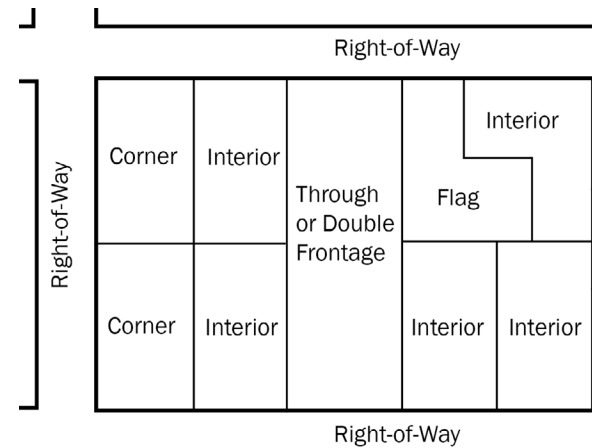 Right-of-Way
Right-of-Way
Corner
Interior
Through
or Double
Frontage
Flag
Interior
Corner
Interior
Interior
Interior
Right-of-Way